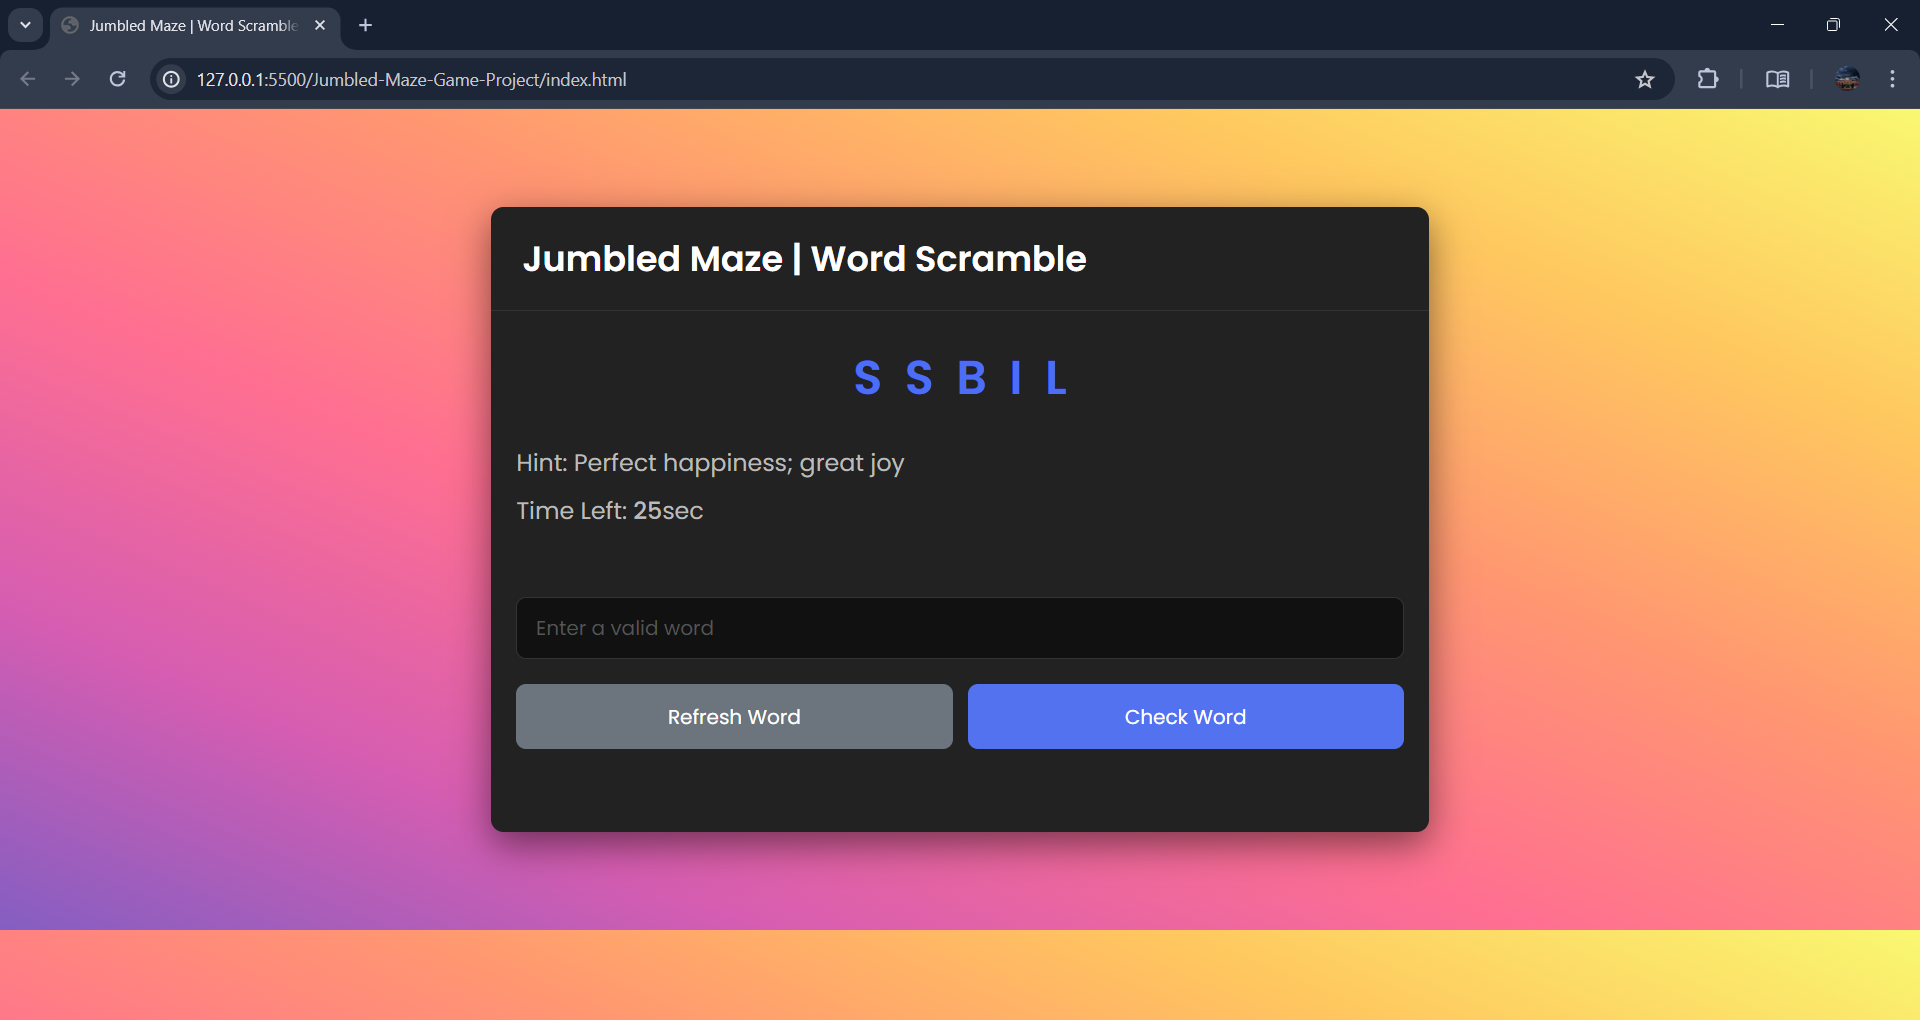 Jumbled Maze | Word Scramble
127.0.0.1:5500/Jumbled-Maze-Game-Project/index.html
Jumbled Maze | Word Scramble
S S B I L
Hint: Perfect happiness; great joy
Time Left: 25sec
Enter a valid word
Refresh Word
Check Word